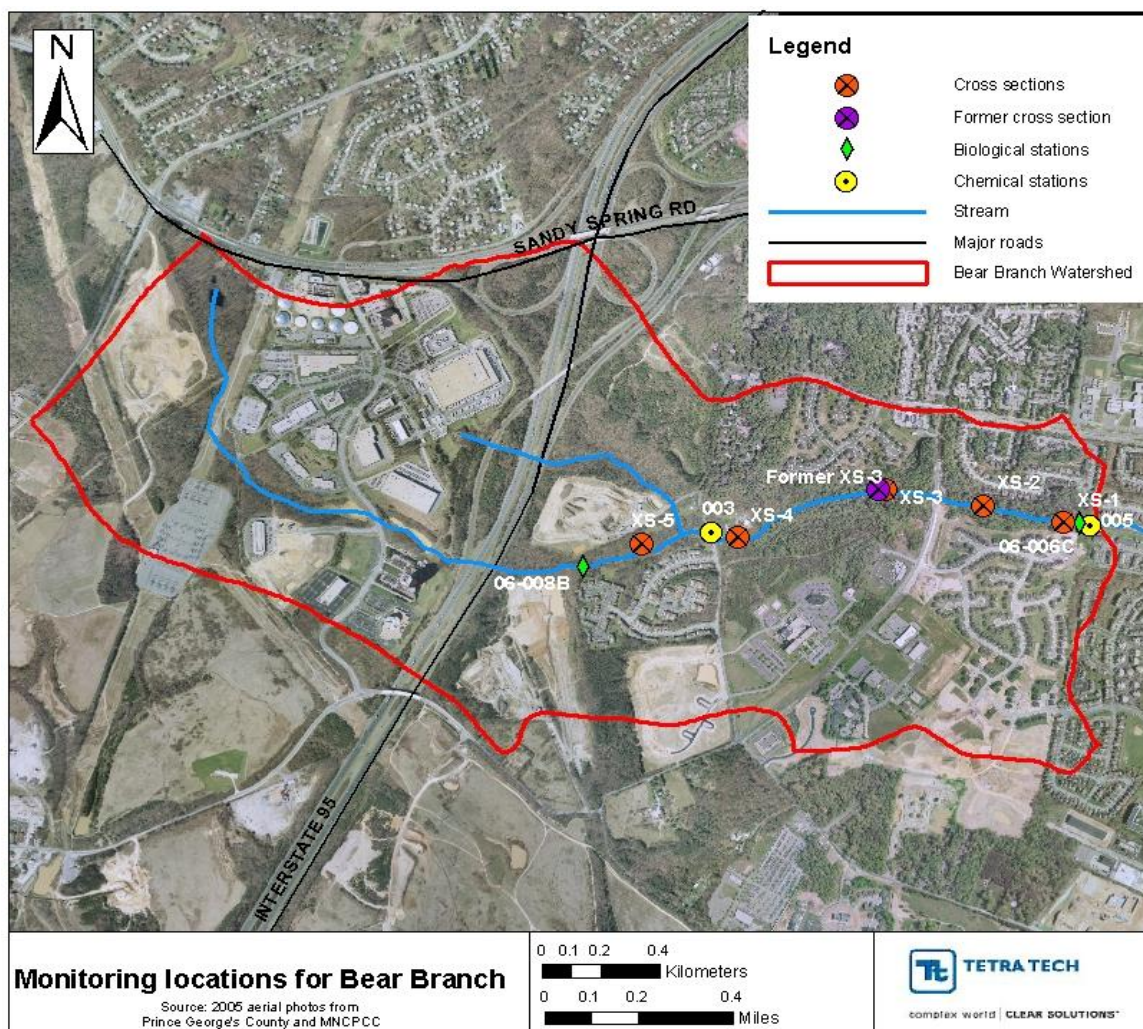 N
SANDY SPRING RD
INTERSTATE 95
Legend
Cross sections
Former cross section
Biological stations
Chemical stations
Stream
Major roads
Bear Branch Watershed
Former XS-3
XS-3
XS-2
XS-1
005
003
XS-4
XS-5
06-006C
06-008B
Monitoring locations for Bear Branch
Source: 2005 aerial photos from
Prince George's County and MNCPCC
0 0.1 0.2 0.4
Kilometers
0 0.1 0.2 0.4
Miles
Tt TETRA TECH
complex world | CLEAR SOLUTIONS™